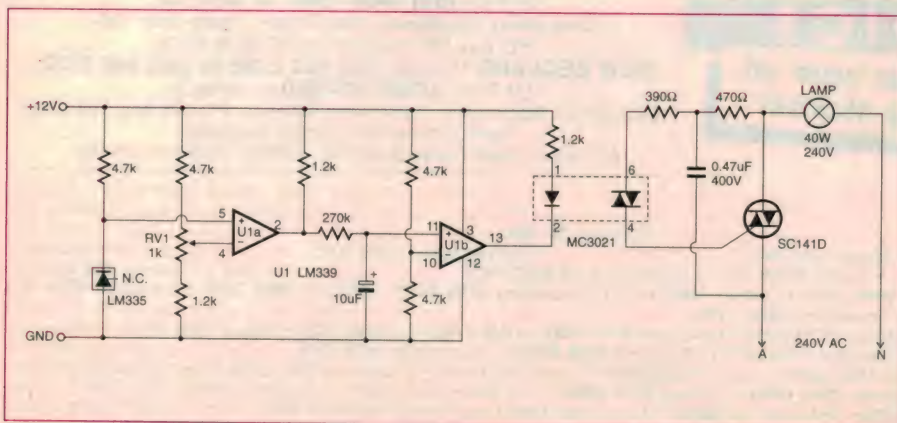 LAMP
390Ω 470Ω
+12V
40W
240V
1.2k
4.7k 4.7k 1.2k 4.7k
0.47uF
400V
1 6
270k
5 + U1a 2
11 + 3 13
U1b
RV1
1k
- 4
10 - 12
2 4
SC141D
MC3021
U1 LM339
N.C.
LM335
1.2k
10uF +
4.7k
GND
240V AC
A N